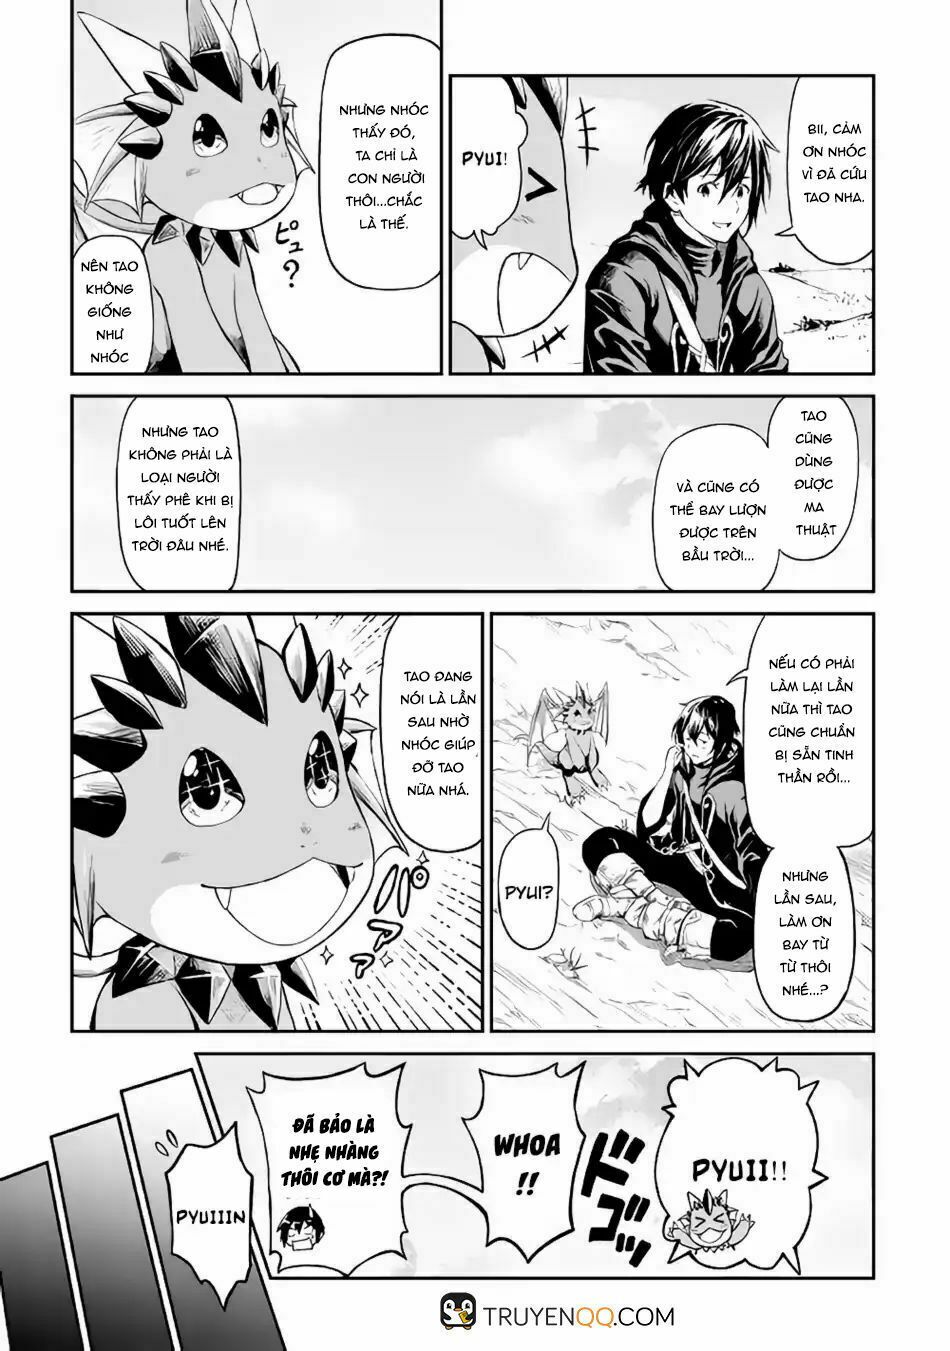 BII, CẢM
ƠN NHÓC
VÌ ĐÃ CỨU
TAO NHA.
PYUI!
NHƯNG NHÓC
THẤY ĐÓ,
TA CHỈ LÀ
CON NGƯỜI
THÔI...CHẮC
LÀ THẾ.
ピュ?
NÊN TAO
KHÔNG
GIỐNG
NHƯ
NHÓC
TAO
CŨNG
DÙNG
ĐƯỢC
MA
THUẬT
VÀ CŨNG CÓ
THỂ BAY LƯỢN
ĐƯỢC TRÊN
BẦU TRỜI...
NHƯNG TAO
KHÔNG PHẢI LÀ
LOẠI NGƯỜI
THẤY PHÊ KHI BỊ
LÔI TUỐT LÊN
TRỜI ĐÂU NHÉ.
NẾU CÓ PHẢI
LÀM LẠI LẦN
NỮA THÌ TAO
CŨNG CHUẨN
BỊ SẴN TINH
THẦN RỒI...
PYUI?
NHƯNG
LẦN SAU,
LÀM ƠN
BAY TỪ
TỪ THÔI
NHÉ...?
TAO ĐANG
NÓI LÀ LẦN
SAU NHỜ
NHÓC GIÚP
ĐỠ TAO
NỮA NHÁ.
パァァ
PYUII!!
ドゴッ
WHOA
!!
ĐÃ BẢO LÀ
NHẸ NHÀNG
THÔI CƠ MÀ?!
PYUIIIN
TRUYENQQ.COM